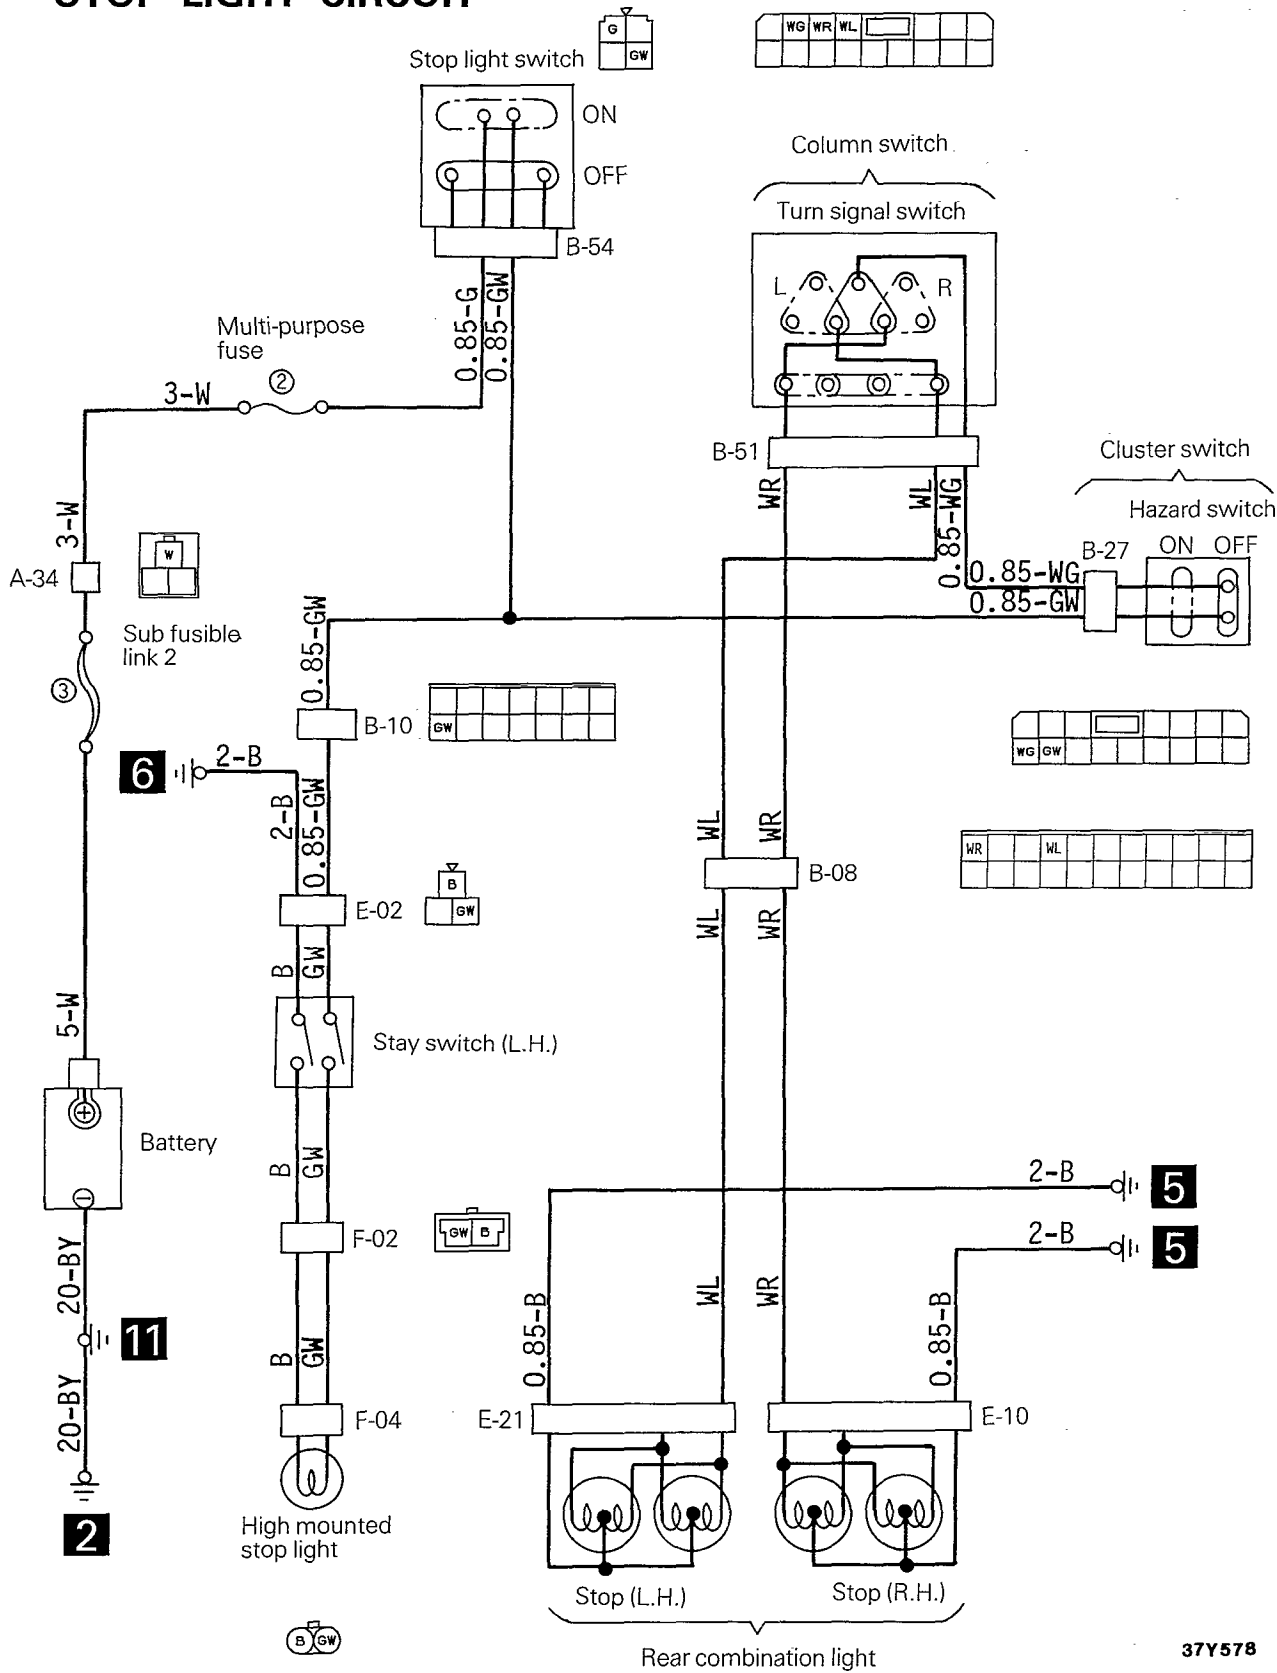 STOP LIGHT CIRCUIT
G
GW
WG WR WL
Stop light switch
ON
OFF
B-54
Column switch
Turn signal switch
L
R
0.85-G
0.85-GW
Multi-purpose
fuse
2
3-W
B-51
WR
WL
0.85-WG
Cluster switch
Hazard switch
B-27
ON OFF
0.85-WG
0.85-GW
3-W
W
A-34
Sub fusible
link 2
3
0.85-GW
B-10
GW
WG GW
6
2-B
2-B
0.85-GW
WL
WR
WR WL
B-08
E-02
B
GW
WL
WR
B
GW
5-W
Stay switch (L.H.)
Battery
B
GW
2-B
5
2-B
5
F-02
GW B
20-BY
11
WL
WR
0.85-B
0.85-B
B
GW
20-BY
F-04
E-21
E-10
2
High mounted
stop light
Stop (L.H.)
Stop (R.H.)
B GW
Rear combination light
37Y578